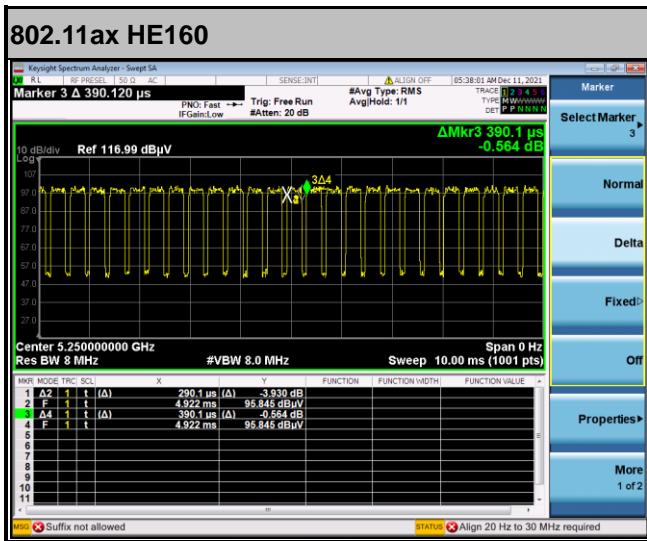 802.11ax HE160
Keysight Spectrum Analyzer - Swept SA
RL RF PRESEL 50 Ω AC SENSE:INT ALIGN OFF 05:38:01 AM Dec 11, 2021
Marker 3 Δ 390.120 µs
PNO: Fast
IFGain:Low
Trig: Free Run
#Atten: 20 dB
#Avg Type: RMS
Avg|Hold: 1/1
TRACE 1 2 3 4 5 6
TYPE MWWWWW
DET P P N N N N
ΔMkr3 390.1 µs
-0.564 dB
10 dB/div Ref 116.99 dBµV
Log
107
97.0
87.0
77.0
67.0
57.0
47.0
37.0
27.0
3Δ4
Center 5.250000000 GHz Span 0 Hz
Res BW 8 MHz #VBW 8.0 MHz Sweep 10.00 ms (1001 pts)
MKR MODE TRC SCL X Y FUNCTION FUNCTION WIDTH FUNCTION VALUE
1 Δ2 1 t (Δ) 290.1 µs (Δ) -3.930 dB
2 F 1 t 4.922 ms 95.845 dBµV
3 Δ4 1 t (Δ) 390.1 µs (Δ) -0.564 dB
4 F 1 t 4.922 ms 95.845 dBµV
5
6
7
8
9
10
11
MSG Suffix not allowed STATUS Align 20 Hz to 30 MHz required
Marker
Select Marker
3
Normal
Delta
Fixed
Off
Properties
More
1 of 2